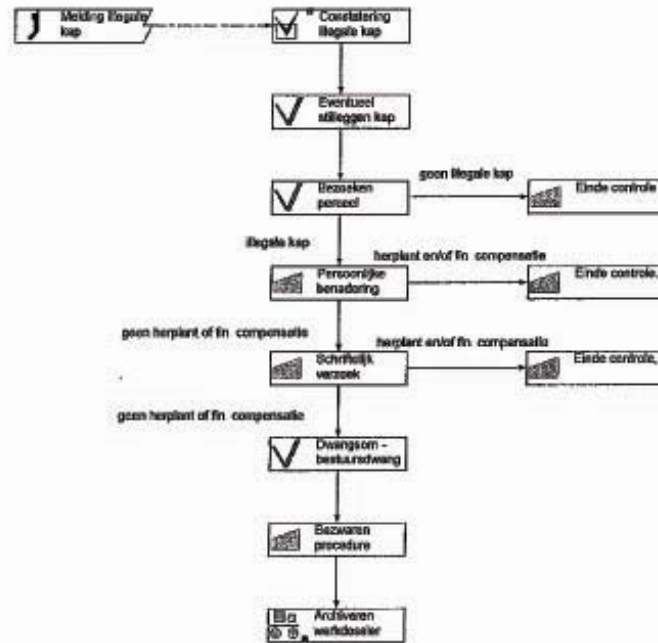 Melding illegale
kap
Constatering
illegale kap
Eventueel
stilleggen kap
geen illegale kap
Bezoeken
perceel
Einde controle
illegale kap
herplant en/of fin compensatie
Persoonlijke
benadering
Einde controle.
geen herplant of fin compensatie
herplant en/of fin compensatie
Schriftelijk
verzoek
Einde controle,
geen herplant of fin compensatie
Dwangsom -
bestuursdwang
Bezwaren
procedure
Archiveren
werkdossier